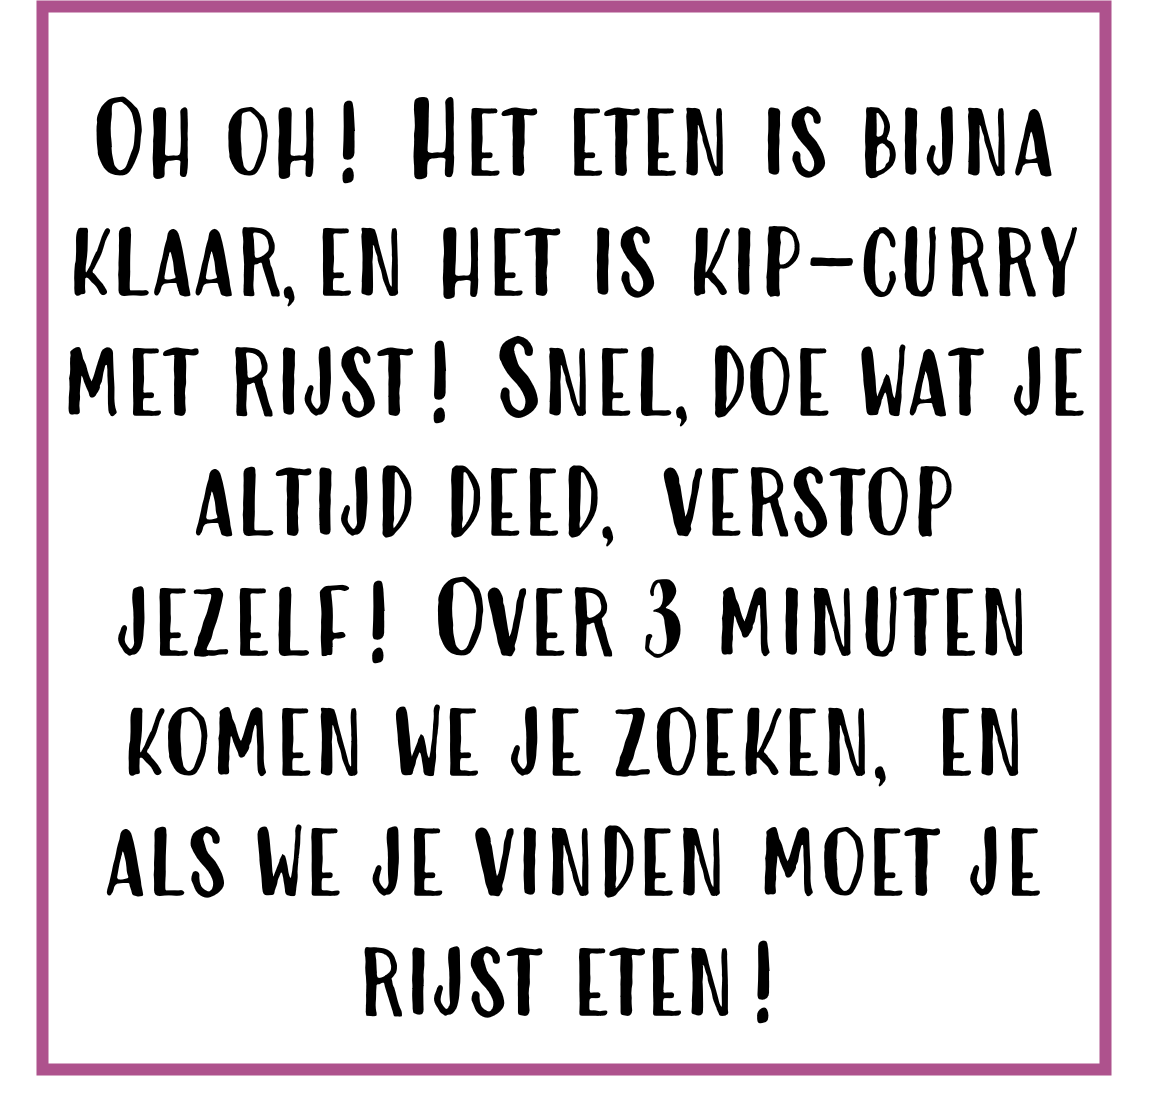 Oh oh! Het eten is bijna
klaar, en het is kip-curry
met rijst! Snel, doe wat je
altijd deed, verstop
jezelf! Over 3 minuten
komen we je zoeken, en
als we je vinden moet je
rijst eten!